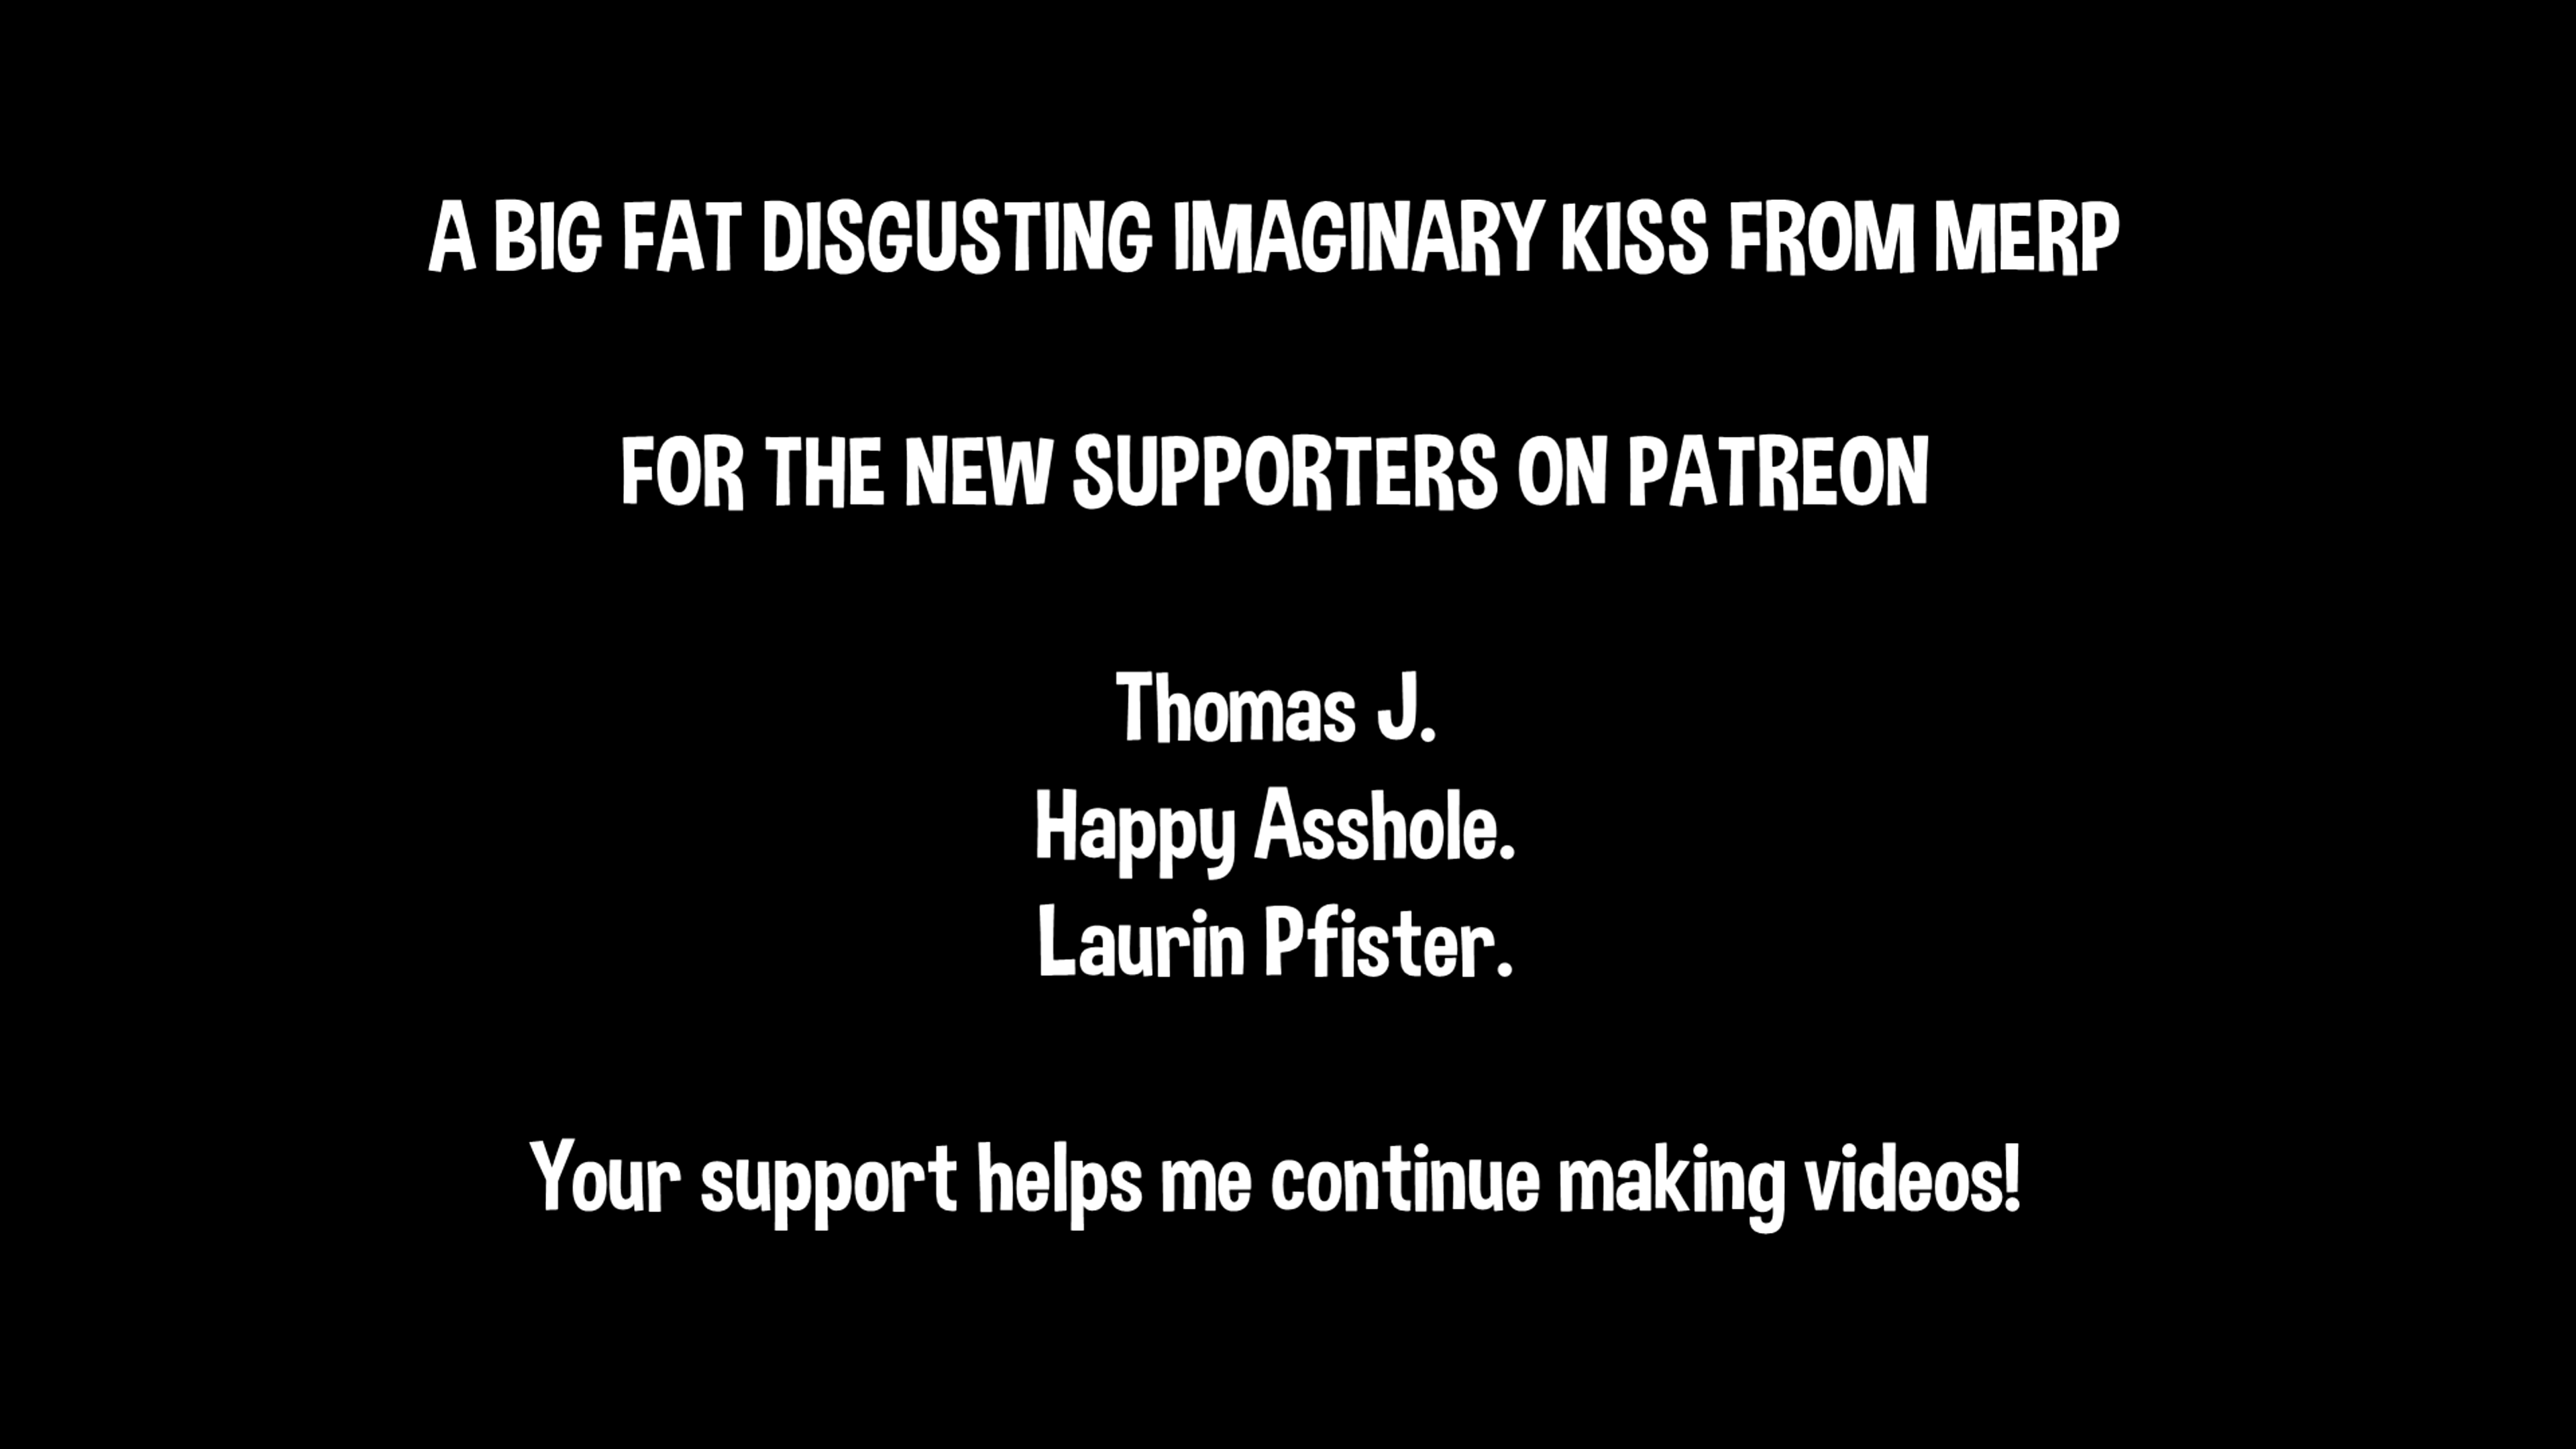 A BIG FAT DISGUSTING IMAGINARY KISS FROM MERP
FOR THE NEW SUPPORTERS ON PATREON
Thomas J.
Happy Asshole.
Laurin Pfister.
Your support helps me continue making videos!